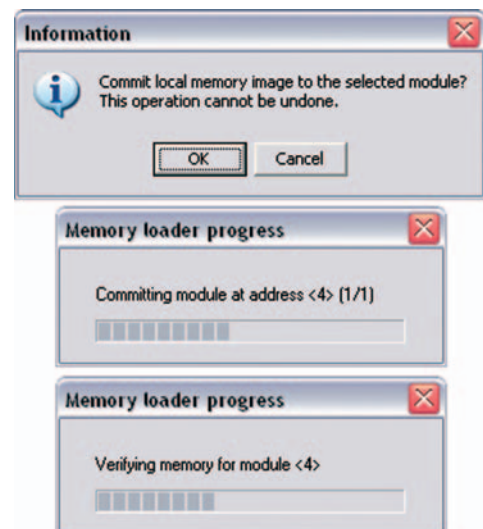 Information
Commit local memory image to the selected module?
This operation cannot be undone.
OK Cancel
Memory loader progress
Committing module at address <4> (1/1)
Memory loader progress
Verifying memory for module <4>